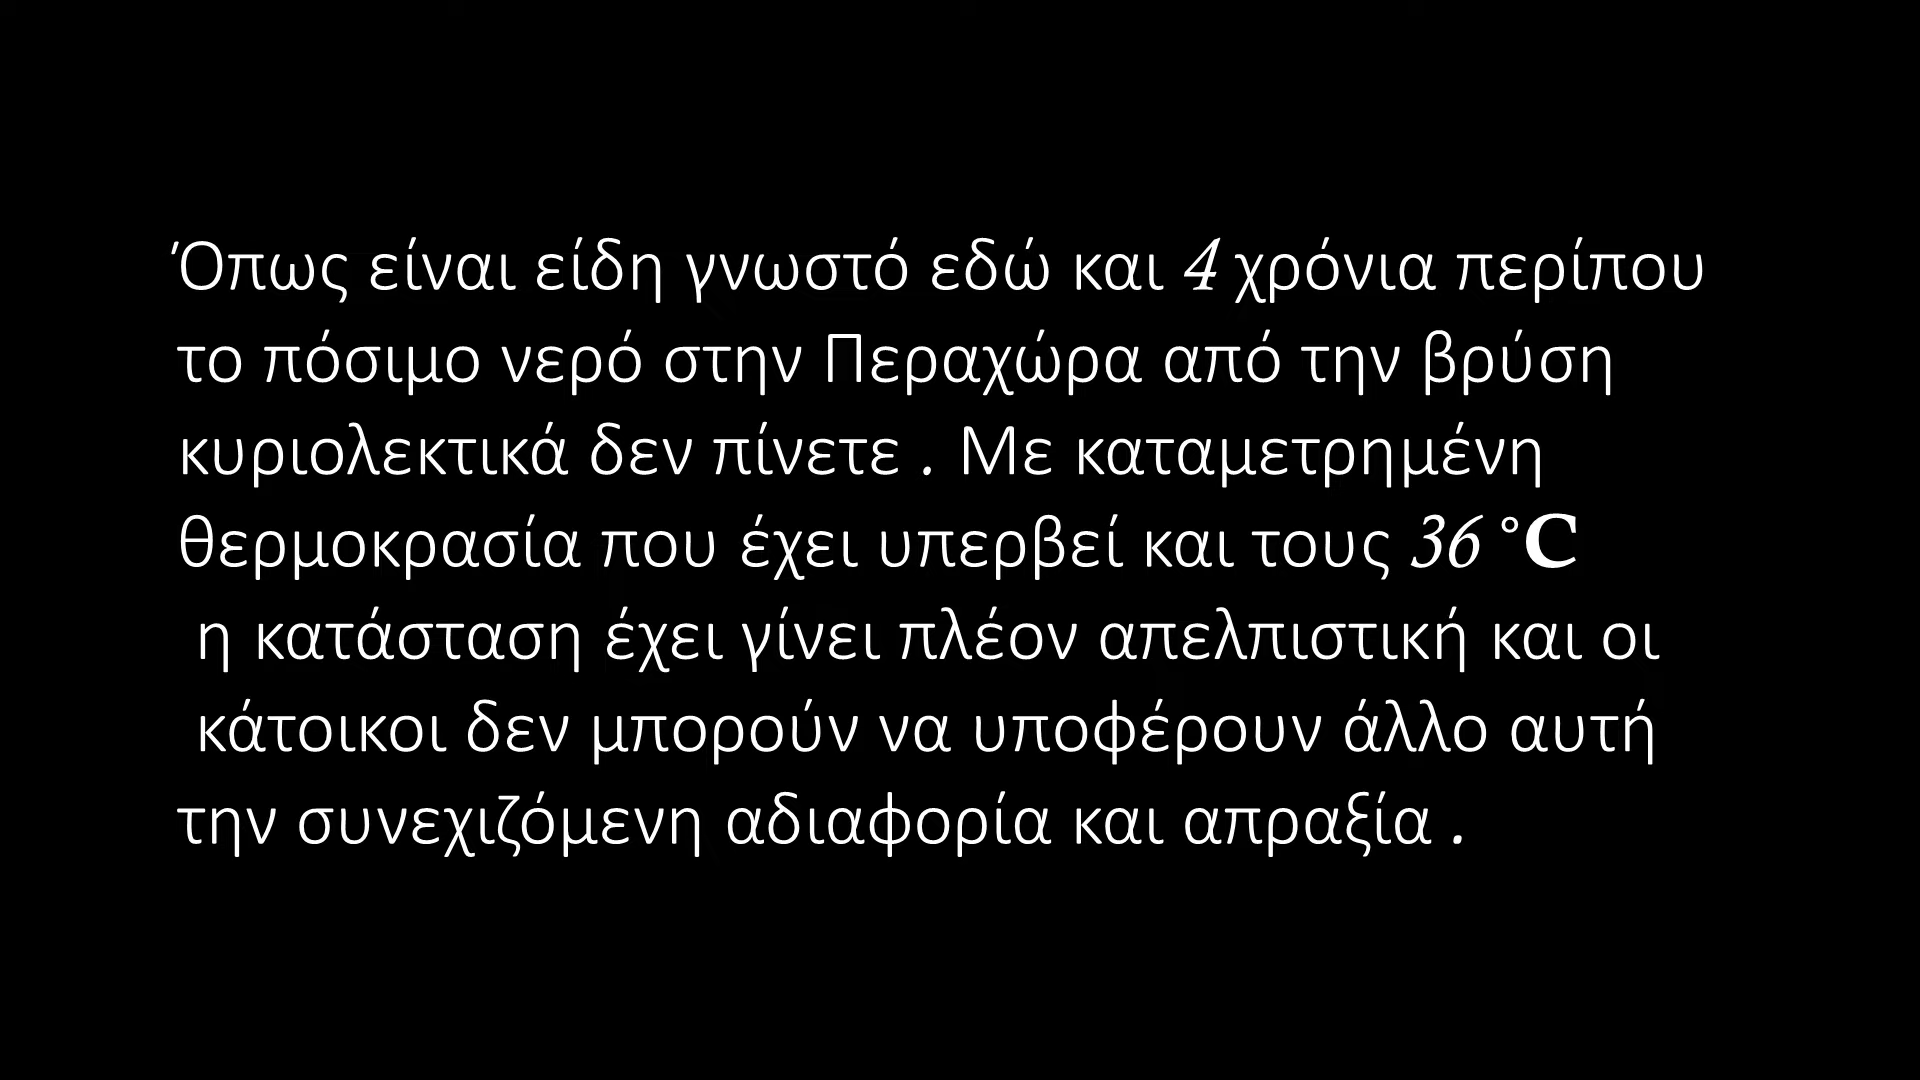 Όπως είναι είδη γνωστό εδώ και 4 χρόνια περίπου
το πόσιμο νερό στην Περαχώρα από την βρύση
κυριολεκτικά δεν πίνετε . Με καταμετρημένη
θερμοκρασία που έχει υπερβεί και τους 36 °C
η κατάσταση έχει γίνει πλέον απελπιστική και οι
κάτοικοι δεν μπορούν να υποφέρουν άλλο αυτή
την συνεχιζόμενη αδιαφορία και απραξία .